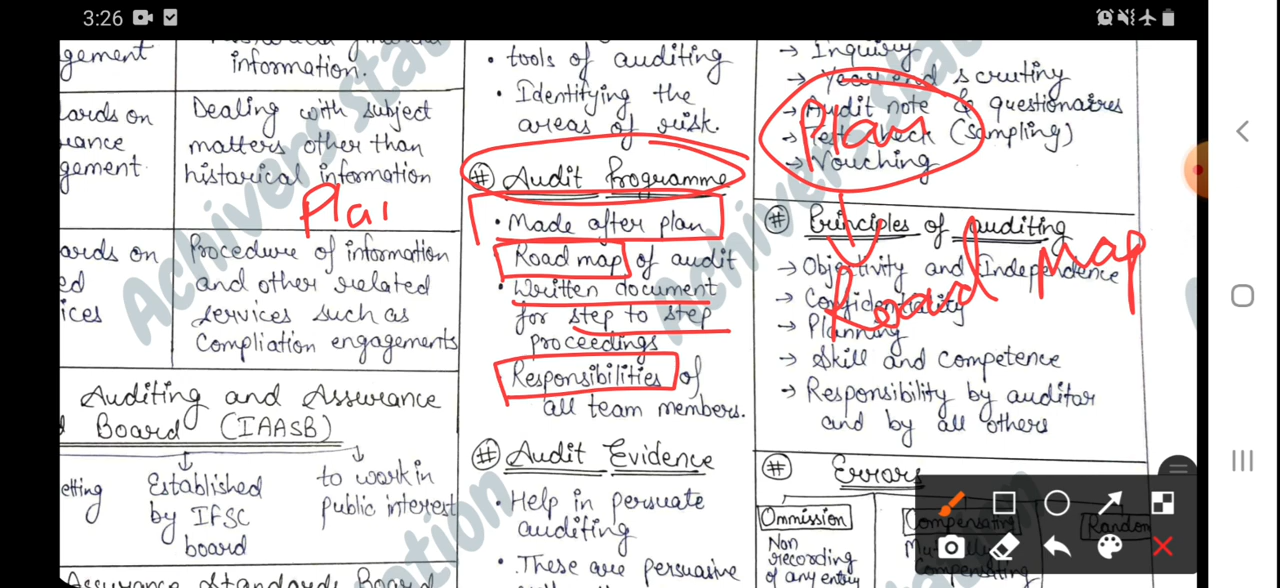 3:26
gement
information.
ards on
rance
gement
Dealing with subject
matters other than
historical information
Plar
ards on
ed
ices
Procedure of information
and other related
services such as
Compliation engagements
Auditing and Assurance
Board (IAASB)
etting
Established
by IFSC
board
to work in
public interest
• tools of auditing
• Identifying the
areas of risk.
# Audit Programme
• Made after plan
Road map of audit
• Written document
for step to step
proceedings
Responsibilities of
all team members.
# Audit Evidence
• Help in persuate
auditing
• These are persuasive
→ Inquiry
→ Year end scrutiny
→ Audit note & questionaires
→ Test check (sampling)
→ Vouching
Plan
Road map
# Principles of auditing
→ Objectivity and Independence
→ Confidentiality
→ Planning
→ Skill and competence
→ Responsibility by auditor
and by all others
# Errors
Ommission
Non
recording
of any entry
Compensating
compensating
Random